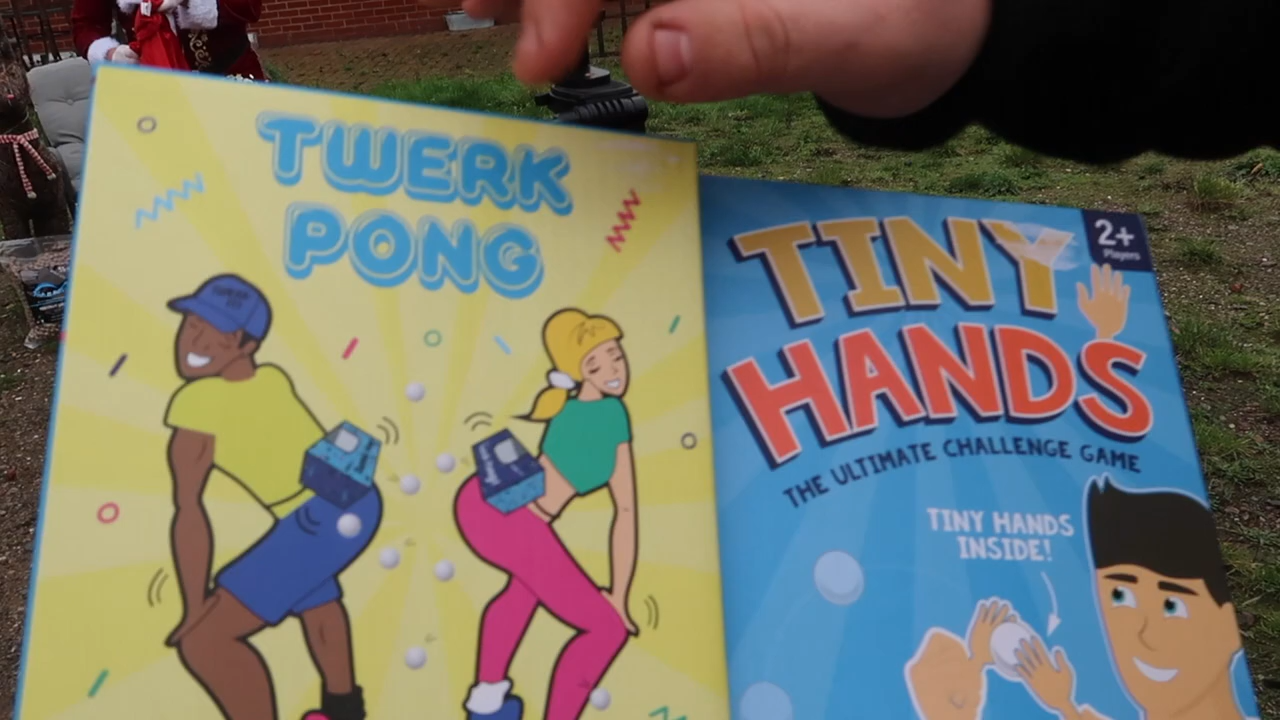 TWERK
PONG
TINY
HANDS
2+
Players
THE ULTIMATE CHALLENGE GAME
TINY HANDS
INSIDE!